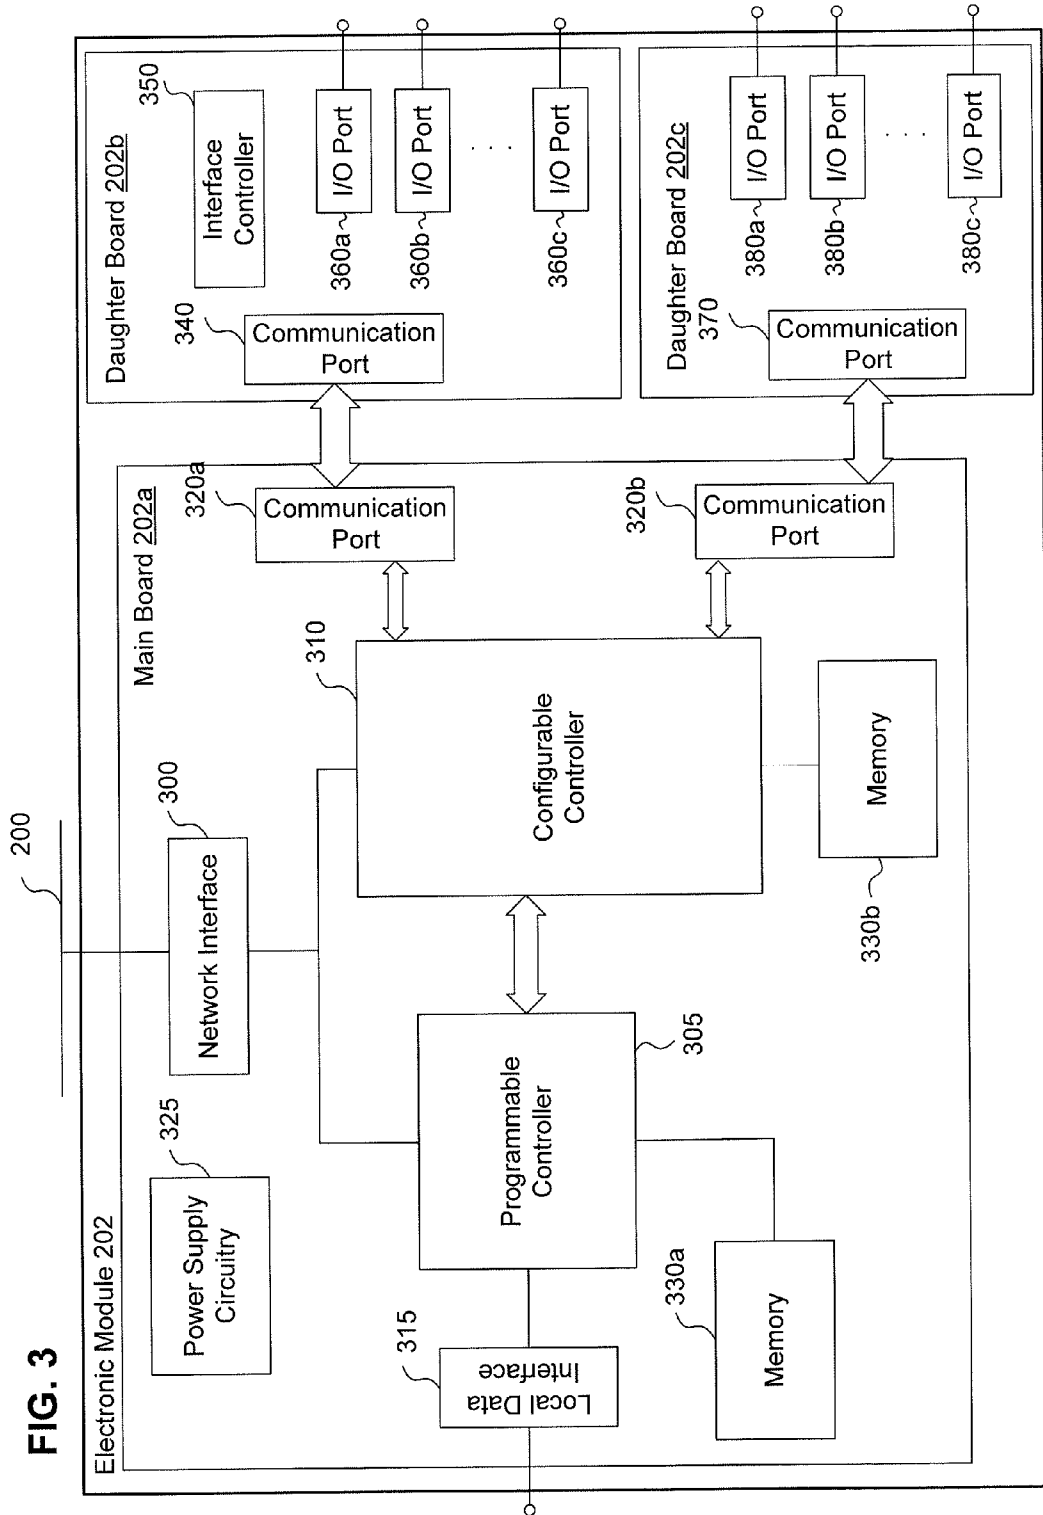 FIG. 3
Electronic Module 202
200
Power Supply
Circuitry
325
Network Interface
300
Main Board 202a
Local Data
Interface
315
Programmable
Controller
305
Configurable
Controller
310
Memory
330a
Memory
330b
Communication
Port
320a
Communication
Port
320b
Daughter Board 202b
Communication
Port
340
Interface
Controller
350
I/O Port
360a
I/O Port
360b
. . . .
I/O Port
360c
Daughter Board 202c
Communication
Port
370
I/O Port
380a
I/O Port
380b
. . . .
I/O Port
380c